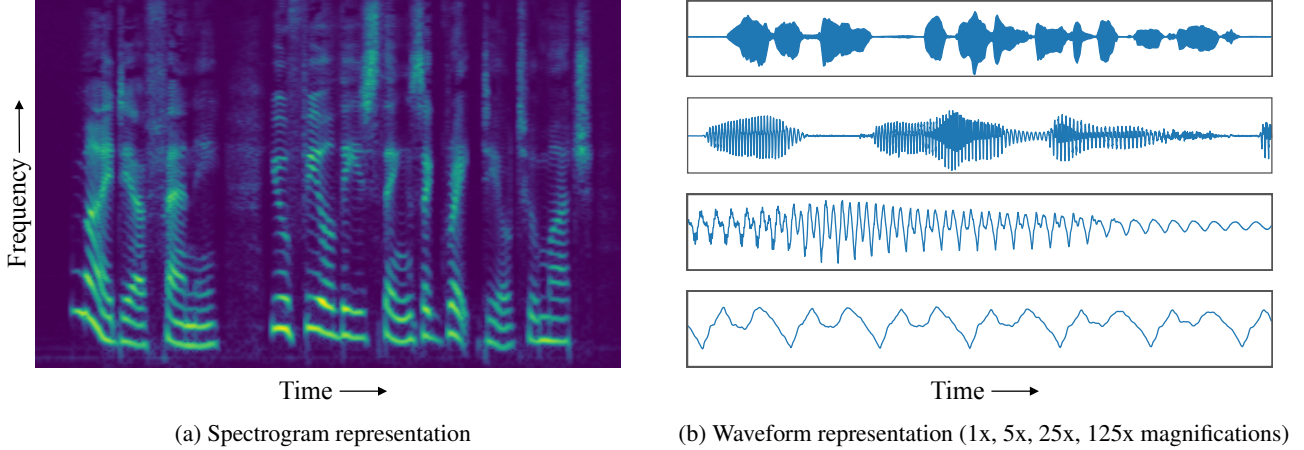 Frequency
Time
(a) Spectrogram representation
Time
(b) Waveform representation (1x, 5x, 25x, 125x magnifications)